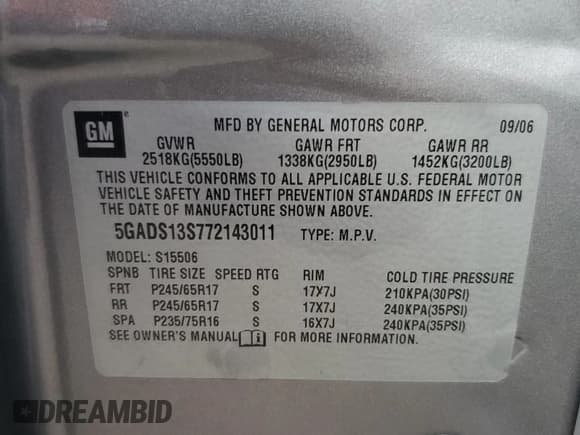 GM
MFD BY GENERAL MOTORS CORP. 09/06
GVWR GAWR FRT GAWR RR
2518KG(5550LB) 1338KG(2950LB) 1452KG(3200LB)
THIS VEHICLE CONFORMS TO ALL APPLICABLE U.S. FEDERAL MOTOR
VEHICLE SAFETY AND THEFT PREVENTION STANDARDS IN EFFECT ON
THE DATE OF MANUFACTURE SHOWN ABOVE.
5GADS13S772143011 TYPE: M.P.V.
MODEL: S15506
SPNB TIRE SIZE SPEED RTG RIM COLD TIRE PRESSURE
FRT P245/65R17 S 17X7J 210KPA(30PSI)
RR P245/65R17 S 17X7J 240KPA(35PSI)
SPA P235/75R16 S 16X7J 240KPA(35PSI)
SEE OWNER'S MANUAL i FOR MORE INFORMATION.
DREAMBID